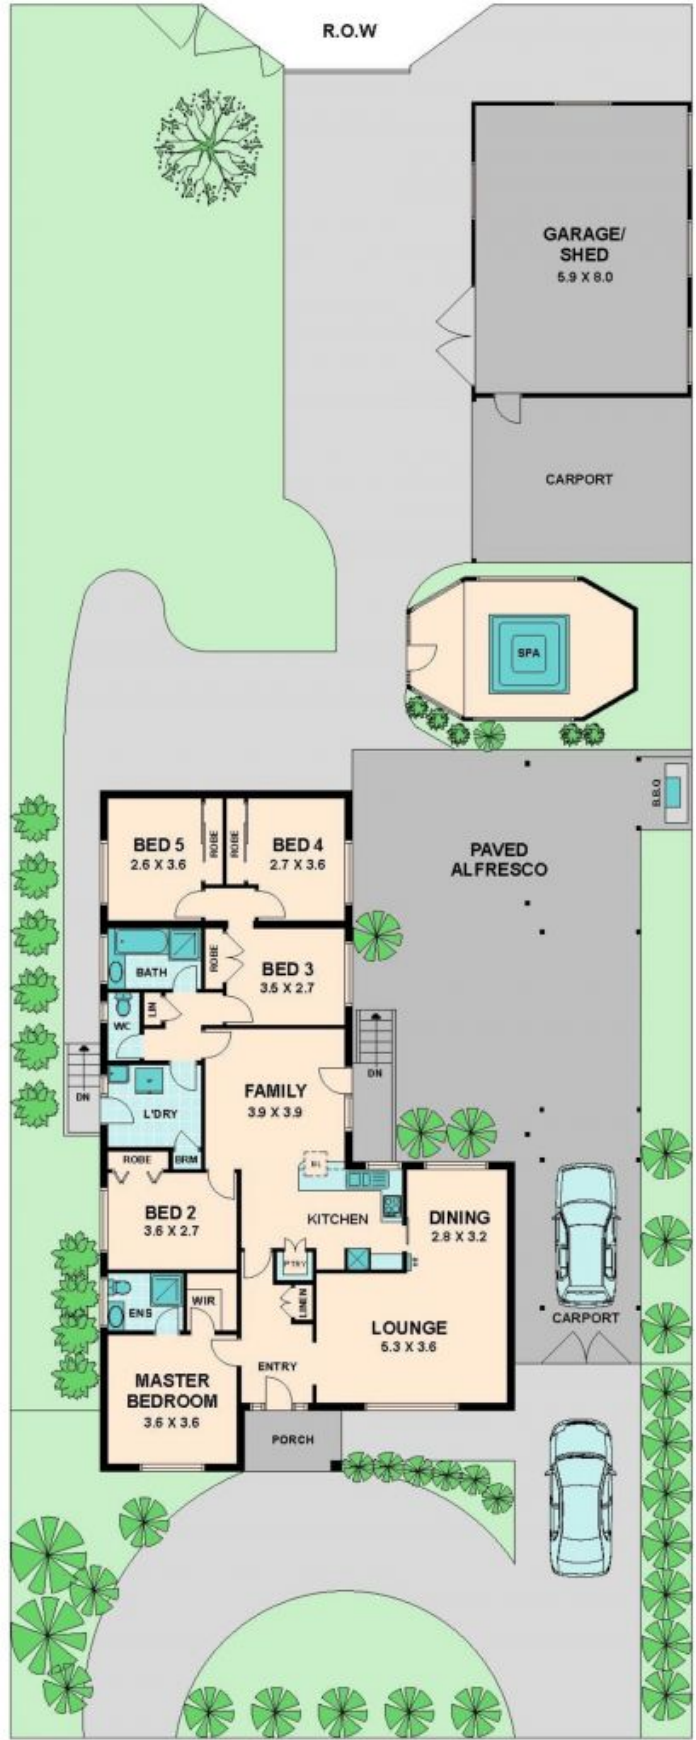 R.O.W
GARAGE/
SHED
5.9 X 8.0
CARPORT
SPA
B.B.Q
PAVED
ALFRESCO
BED 5
2.6 X 3.6
ROBE
ROBE
BED 4
2.7 X 3.6
BATH
ROBE
BED 3
3.5 X 2.7
WC
LIN
DN
L'DRY
FAMILY
3.9 X 3.9
DN
ROBE
BRM
BED 2
3.6 X 2.7
KITCHEN
DINING
2.8 X 3.2
PTRY
ENS
WIR
LINEN
LOUNGE
5.3 X 3.6
CARPORT
ENTRY
MASTER
BEDROOM
3.6 X 3.6
PORCH